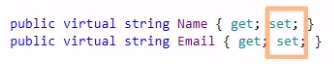 public virtual string Name { get; set; }
public virtual string Email { get; set; }